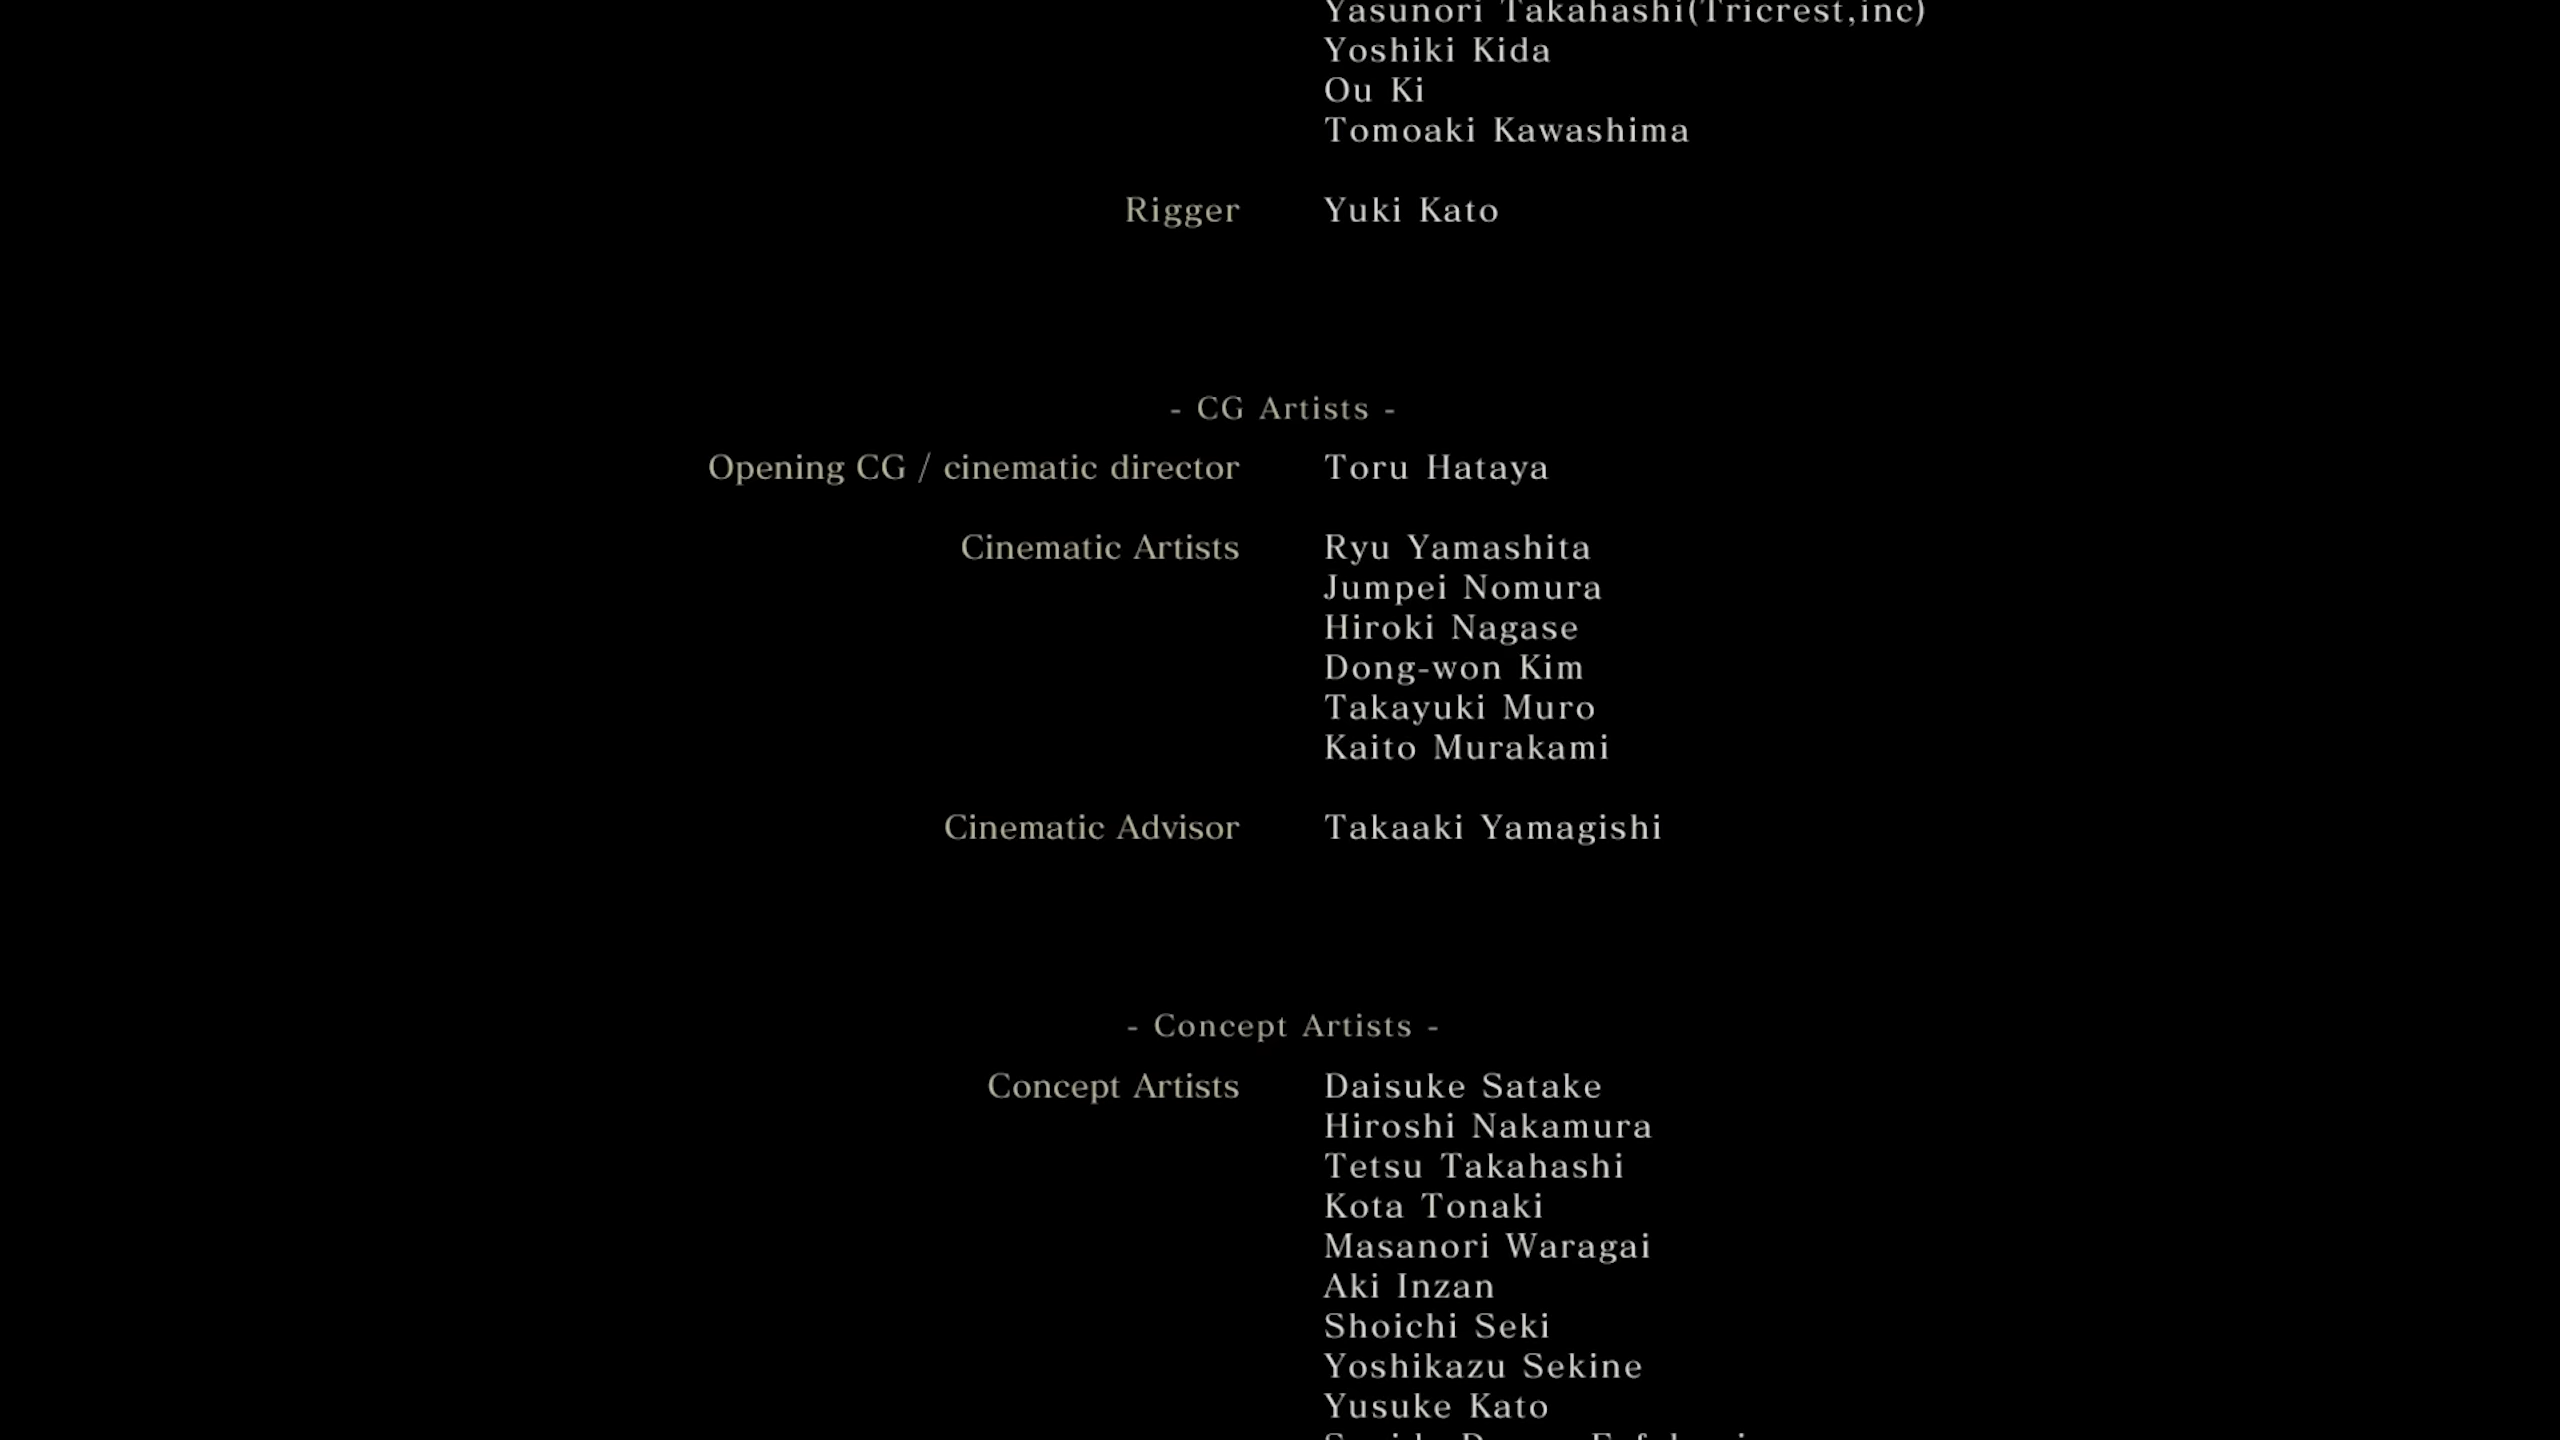 Yasunori Takahashi(Tricrest,inc)
Yoshiki Kida
Ou Ki
Tomoaki Kawashima
Rigger Yuki Kato
- CG Artists -
Opening CG / cinematic director Toru Hataya
Cinematic Artists Ryu Yamashita
Jumpei Nomura
Hiroki Nagase
Dong-won Kim
Takayuki Muro
Kaito Murakami
Cinematic Advisor Takaaki Yamagishi
- Concept Artists -
Concept Artists Daisuke Satake
Hiroshi Nakamura
Tetsu Takahashi
Kota Tonaki
Masanori Waragai
Aki Inzan
Shoichi Seki
Yoshikazu Sekine
Yusuke Kato